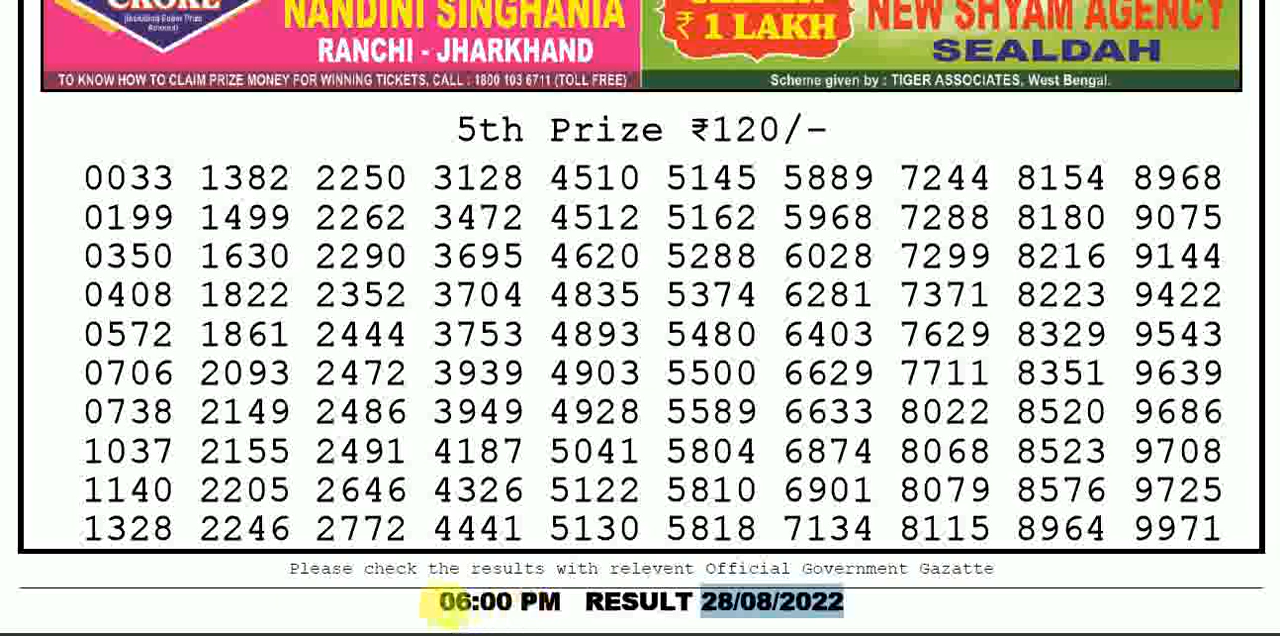 CRORE
(Including Super Prize Amount)
NANDINI SINGHANIA
RANCHI - JHARKHAND
₹ 1 LAKH
NEW SHYAM AGENCY
SEALDAH
TO KNOW HOW TO CLAIM PRIZE MONEY FOR WINNING TICKETS, CALL : 1800 103 6711 (TOLL FREE)
Scheme given by : TIGER ASSOCIATES, West Bengal.
5th Prize ₹120/-
0033 1382 2250 3128 4510 5145 5889 7244 8154 8968
0199 1499 2262 3472 4512 5162 5968 7288 8180 9075
0350 1630 2290 3695 4620 5288 6028 7299 8216 9144
0408 1822 2352 3704 4835 5374 6281 7371 8223 9422
0572 1861 2444 3753 4893 5480 6403 7629 8329 9543
0706 2093 2472 3939 4903 5500 6629 7711 8351 9639
0738 2149 2486 3949 4928 5589 6633 8022 8520 9686
1037 2155 2491 4187 5041 5804 6874 8068 8523 9708
1140 2205 2646 4326 5122 5810 6901 8079 8576 9725
1328 2246 2772 4441 5130 5818 7134 8115 8964 9971
Please check the results with relevent Official Government Gazatte
06:00 PM RESULT 28/08/2022